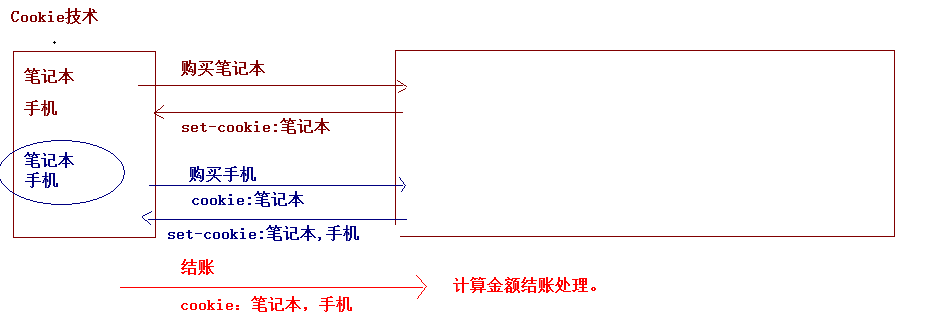 Cookie技术
笔记本
手机
购买笔记本
set-cookie:笔记本
笔记本
手机
购买手机
cookie:笔记本
set-cookie:笔记本,手机
结账
cookie：笔记本，手机
计算金额结账处理。